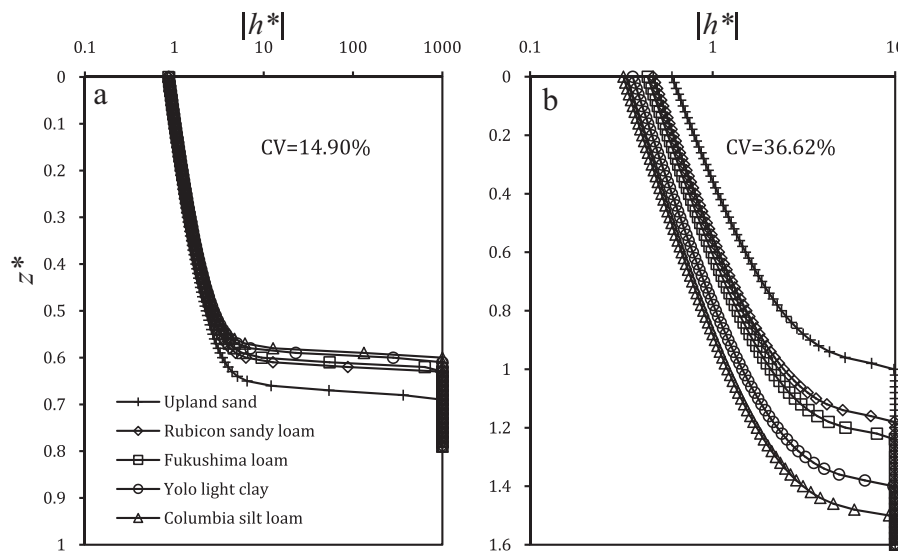 |h*|
0.1 1 10 100 1000
a
CV=14.90%
z*
0
0.1
0.2
0.3
0.4
0.5
0.6
0.7
0.8
0.9
1
Upland sand
Rubicon sandy loam
Fukushima loam
Yolo light clay
Columbia silt loam
|h*|
0.1 1 10
b
CV=36.62%
0
0.2
0.4
0.6
0.8
1
1.2
1.4
1.6